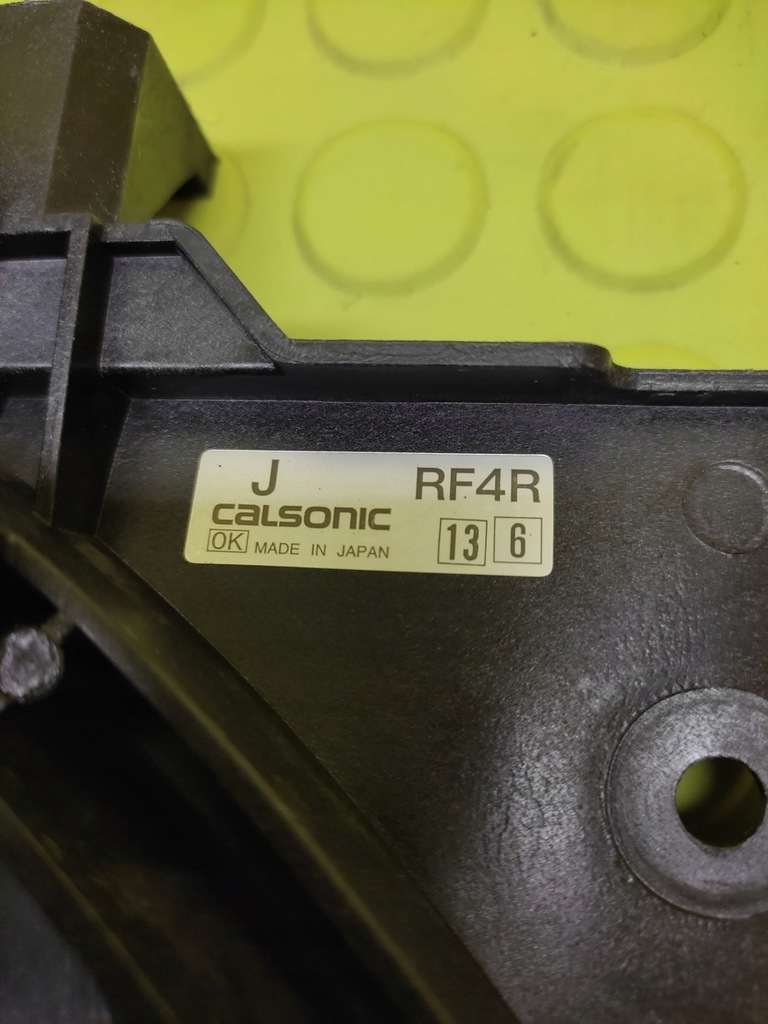 J RF4R
calsonic
OK MADE IN JAPAN 13 6